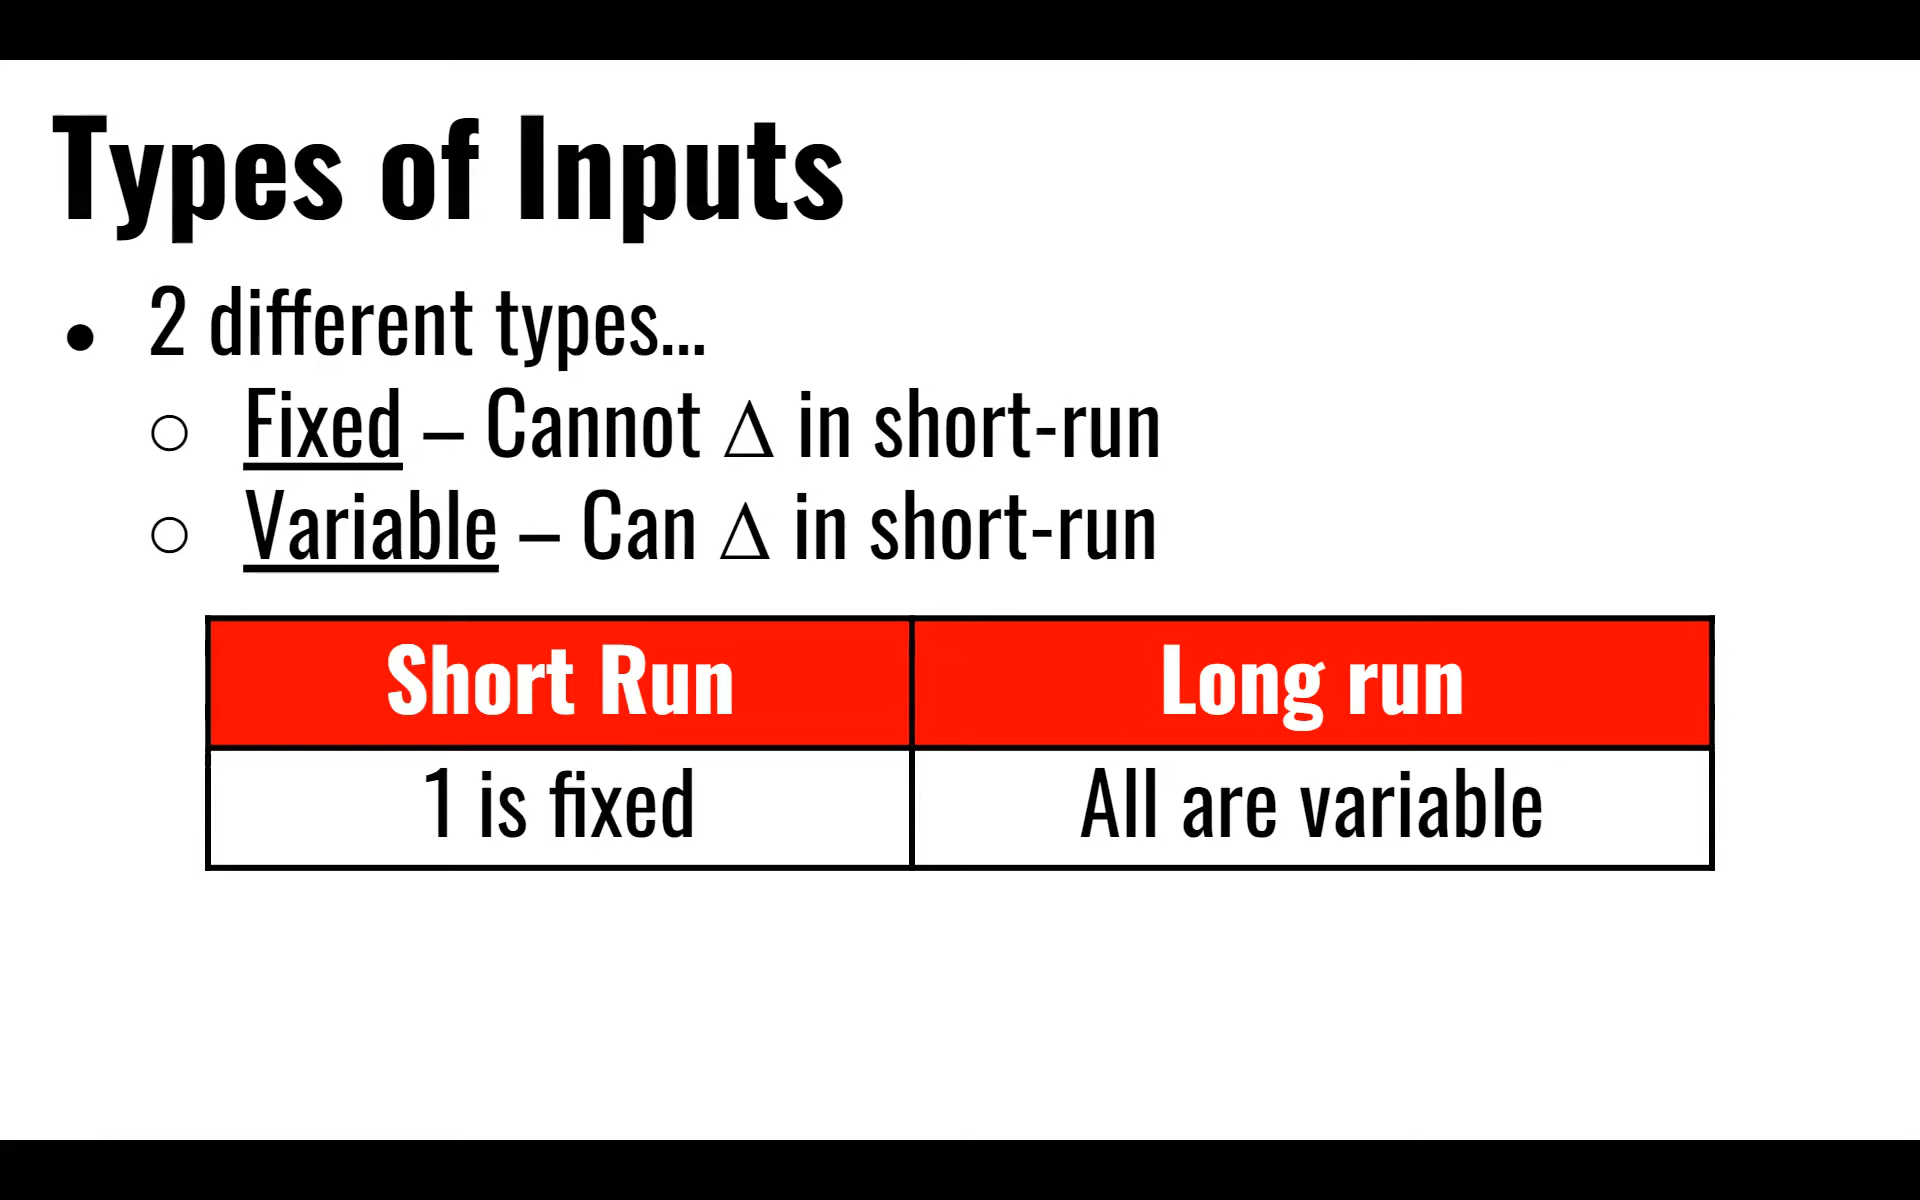 Types of Inputs
● 2 different types...
○ Fixed – Cannot Δ in short-run
○ Variable – Can Δ in short-run
Short Run Long run
1 is fixed All are variable